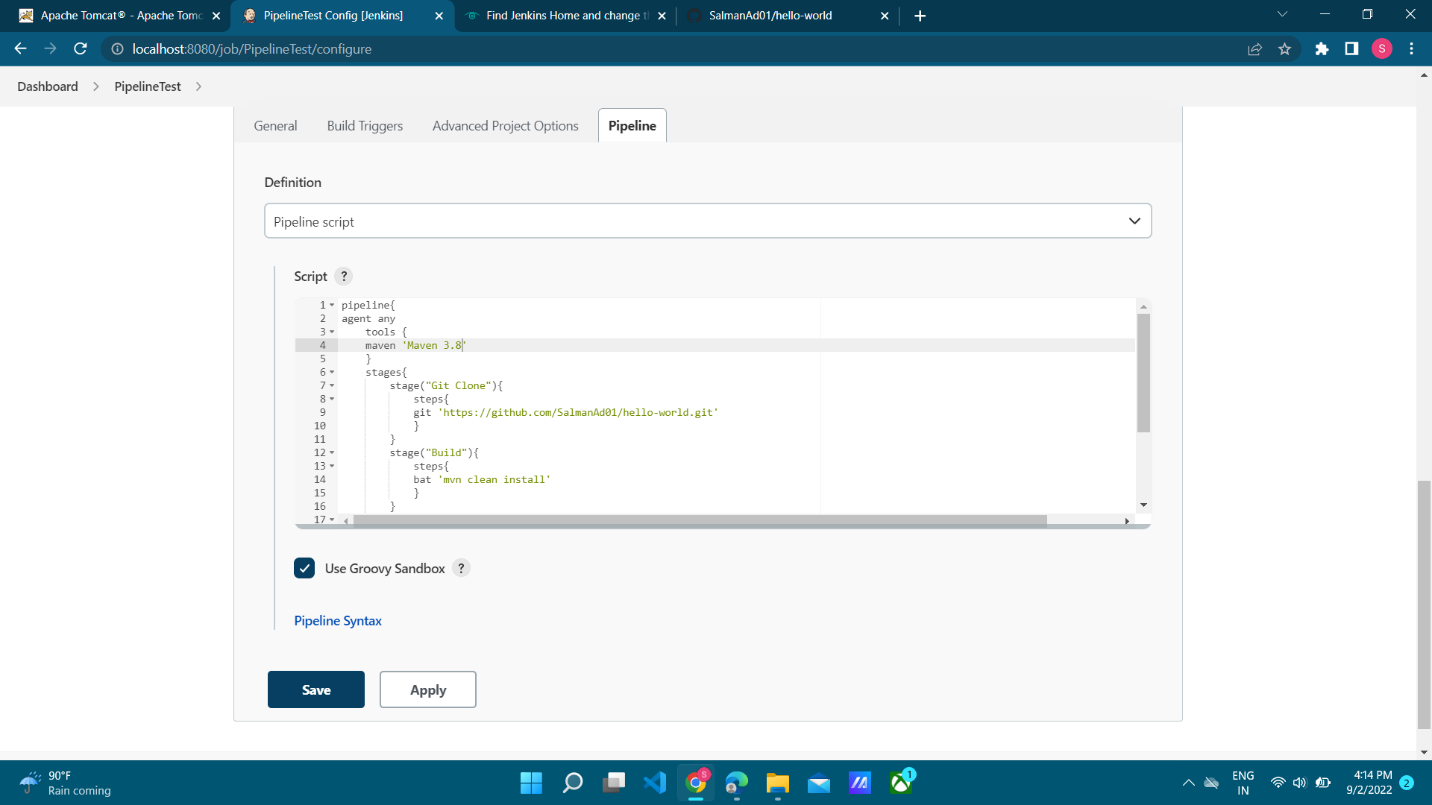 Apache Tomcat® - Apache Tomc
PipelineTest Config [Jenkins]
Find Jenkins Home and change th
SalmanAd01/hello-world
localhost:8080/job/PipelineTest/configure
S
Dashboard
PipelineTest
General
Build Triggers
Advanced Project Options
Pipeline
Definition
Pipeline script
Script ?
1 pipeline{
2 agent any
3 tools {
4 maven 'Maven 3.8'
5 }
6 stages{
7 stage("Git Clone"){
8 steps{
9 git 'https://github.com/SalmanAd01/hello-world.git'
10 }
11 }
12 stage("Build"){
13 steps{
14 bat 'mvn clean install'
15 }
16 }
17
Use Groovy Sandbox ?
Pipeline Syntax
Save
Apply
90°F
Rain coming
S
1
ENG
IN
4:14 PM
9/2/2022
2